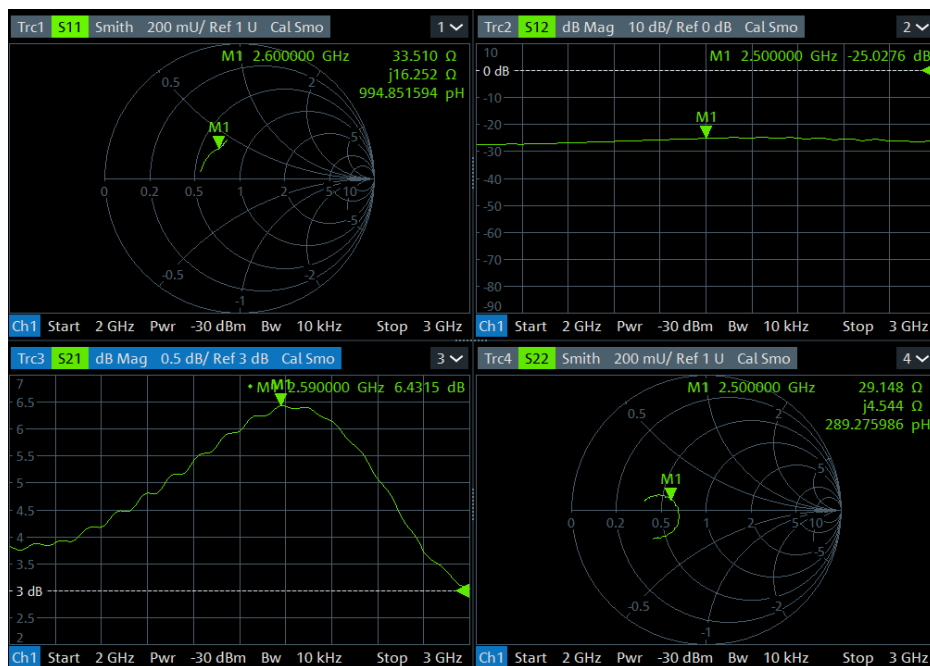 Trc1 S11 Smith 200 mU/ Ref 1 U Cal Smo 1
M1 2.600000 GHz 33.510 Ω
j16.252 Ω
994.851594 pH
0.5
5
M1
0 0.2 0.5 1 2 5 10
-5
-0.5 -2
-1
Ch1 Start 2 GHz Pwr -30 dBm Bw 10 kHz Stop 3 GHz
Trc2 S12 dB Mag 10 dB/ Ref 0 dB Cal Smo 2
10
M1 2.500000 GHz -25.0276 dB
0 dB
-10
M1
-20
-30
-40
-50
-60
-70
-80
-90
Ch1 Start 2 GHz Pwr -30 dBm Bw 10 kHz Stop 3 GHz
Trc3 S21 dB Mag 0.5 dB/ Ref 3 dB Cal Smo 3
7
2.590000 GHz 6.4315 dB
M1
6.5
6
5.5
5
4.5
4
3.5
3 dB
2.5
2
Ch1 Start 2 GHz Pwr -30 dBm Bw 10 kHz Stop 3 GHz
Trc4 S22 Smith 200 mU/ Ref 1 U Cal Smo 4
M1 2.500000 GHz 29.148 Ω
j4.544 Ω
289.275986 pH
0.5
5
M1
0 0.2 0.5 1 2 5 10
-5
-0.5 -2
-1
Ch1 Start 2 GHz Pwr -30 dBm Bw 10 kHz Stop 3 GHz